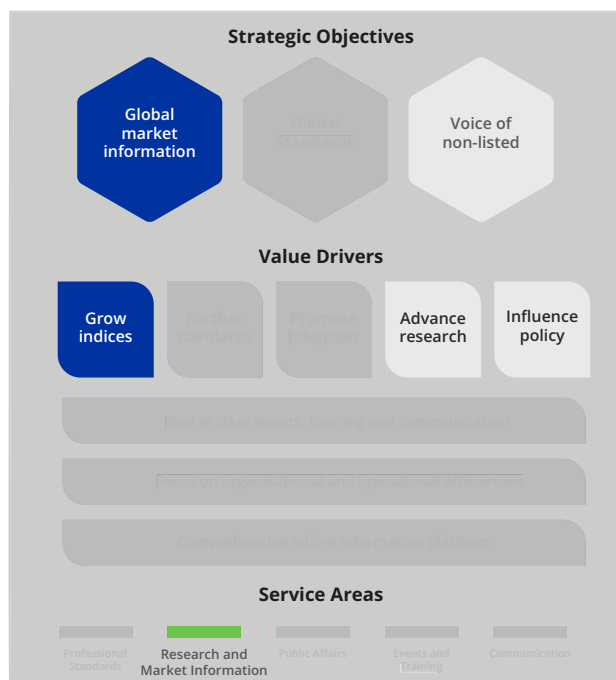 Strategic Objectives
Global
market
information
Global
Standards
Voice of
non-listed
Value Drivers
Grow
indices
Further
standards
Promote
adoption
Advance
research
Influence
policy
Best in class events, training and communication
Focus on organisational and operational efficiencies
Comprehensive online information platform
Service Areas
Professional
Standards
Research and
Market Information
Public Affairs
Events and
Training
Communication